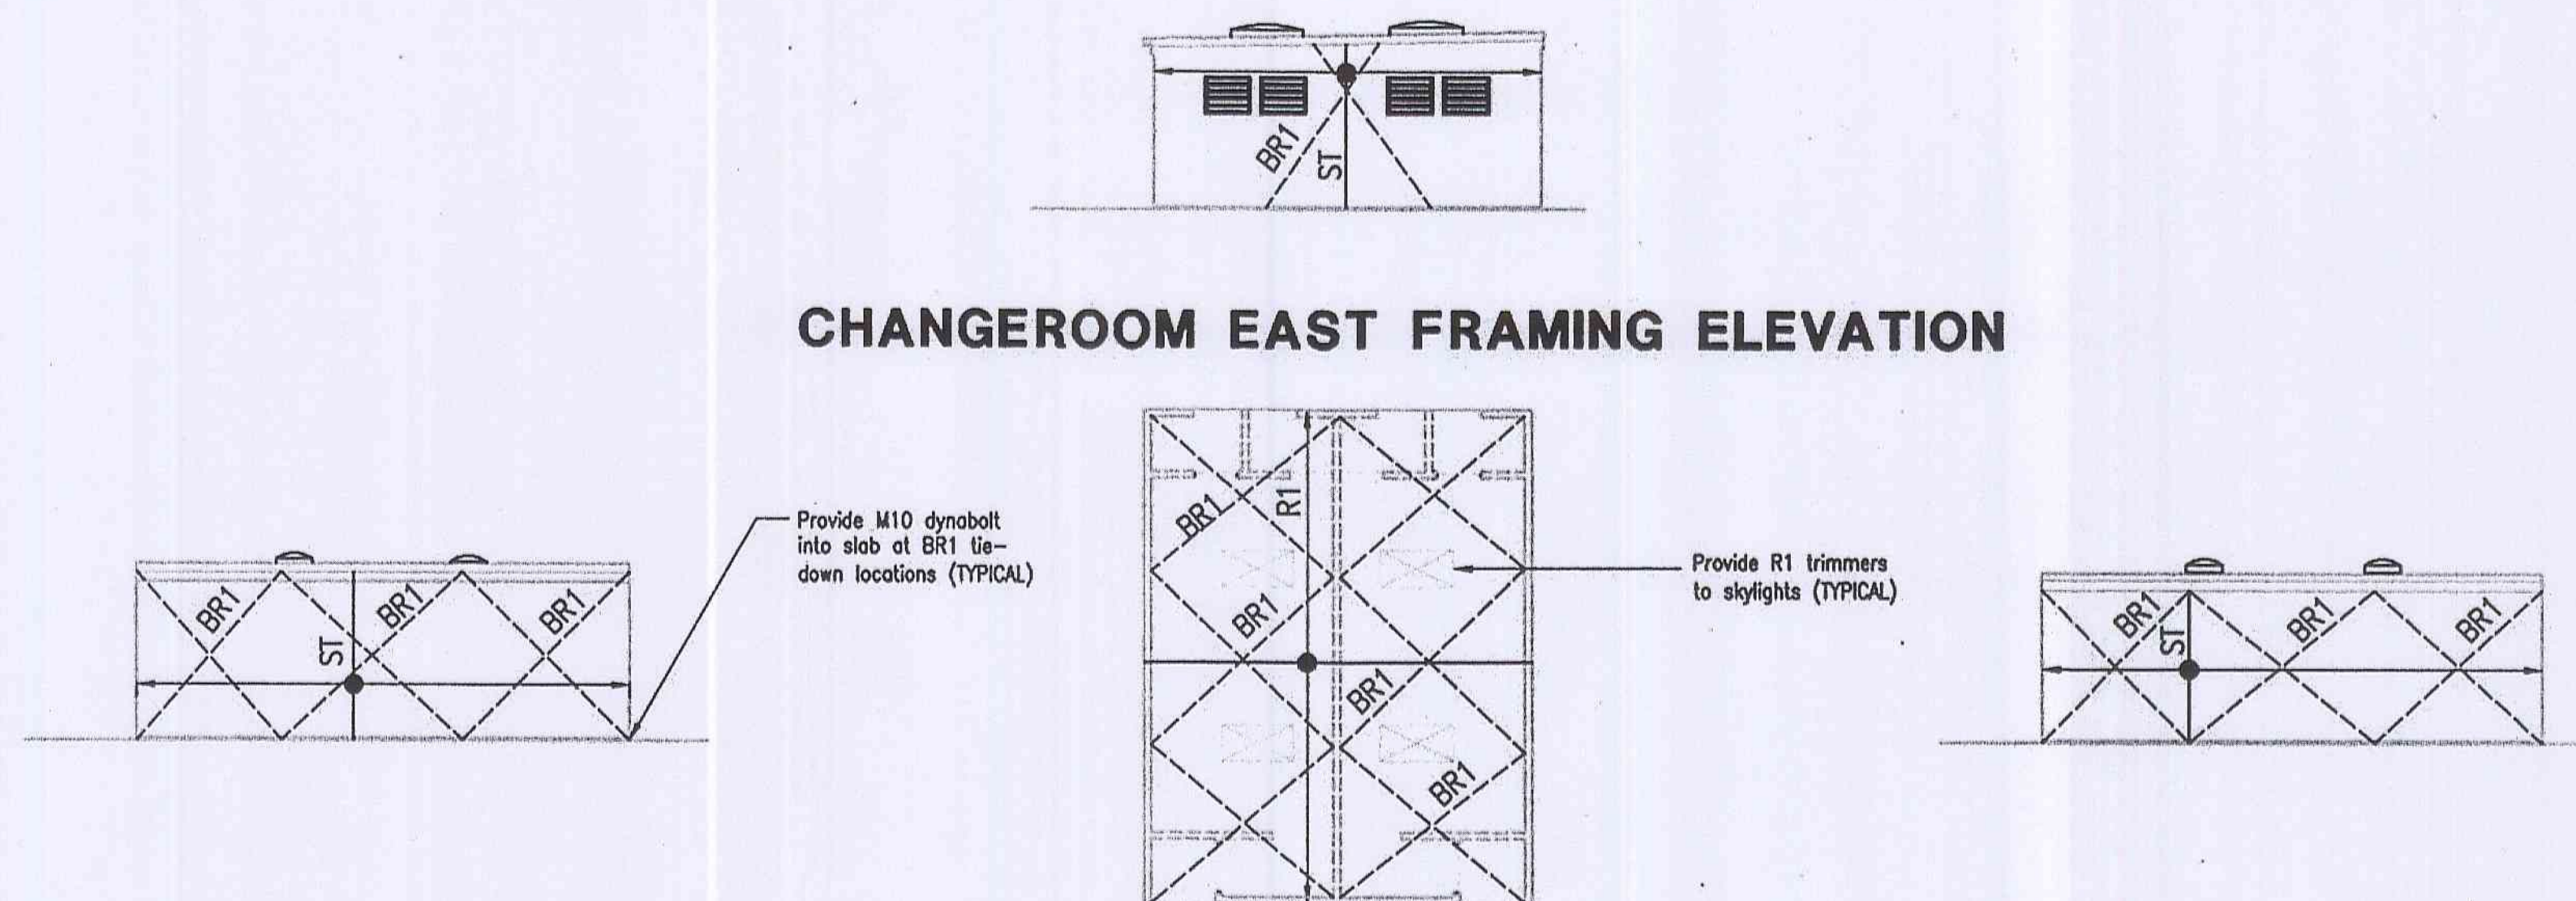 BR1
ST
CHANGEROOM EAST FRAMING ELEVATION
BR1
BR1
BR1
ST
Provide M10 dynabolt
into slab at BR1 tie-
down locations (TYPICAL)
BR1
R1
BR1
BR1
BR1
Provide R1 trimmers
to skylights (TYPICAL)
BR1
ST
BR1
BR1